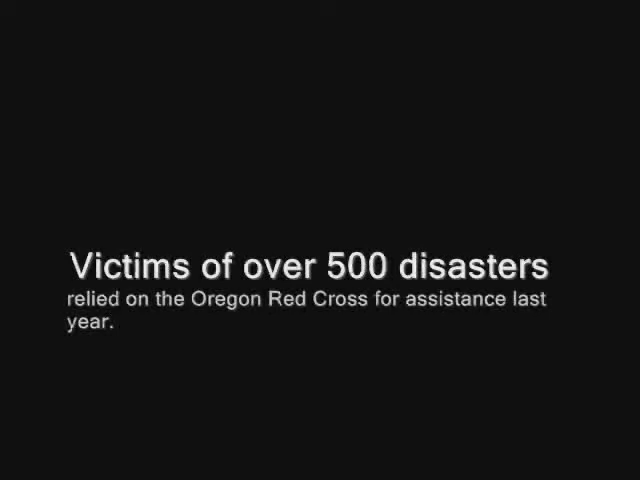 Victims of over 500 disasters
relied on the Oregon Red Cross for assistance last
year.